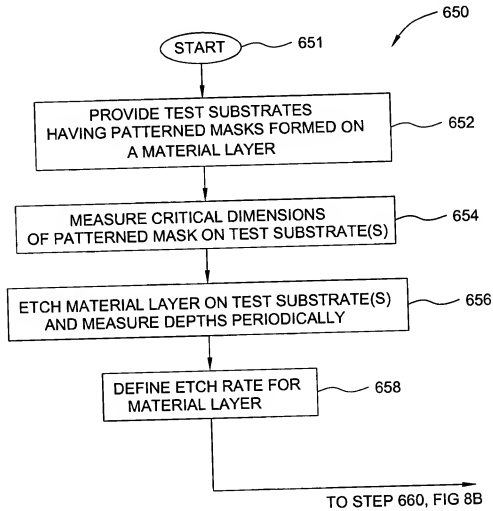 650
START
651
PROVIDE TEST SUBSTRATES
HAVING PATTERNED MASKS FORMED ON
A MATERIAL LAYER
652
MEASURE CRITICAL DIMENSIONS
OF PATTERNED MASK ON TEST SUBSTRATE(S)
654
ETCH MATERIAL LAYER ON TEST SUBSTRATE(S)
AND MEASURE DEPTHS PERIODICALLY
656
DEFINE ETCH RATE FOR
MATERIAL LAYER
658
TO STEP 660, FIG 8B